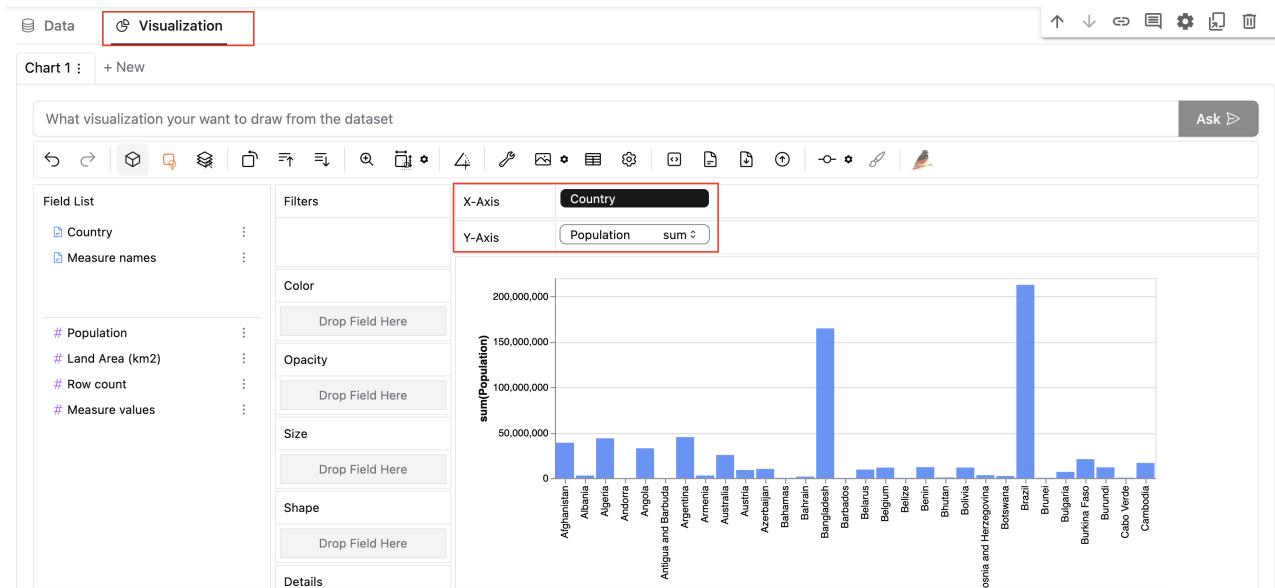 Data
Visualization
Chart 1
+ New
What visualization your want to draw from the dataset
Ask
Field List
Country
Measure names
# Population
# Land Area (km2)
# Row count
# Measure values
Filters
Color
Drop Field Here
Opacity
Drop Field Here
Size
Drop Field Here
Shape
Drop Field Here
Details
X-Axis
Country
Y-Axis
Population sum
sum(Population)
200,000,000
150,000,000
100,000,000
50,000,000
0
Afghanistan
Albania
Algeria
Andorra
Angola
Antigua and Barbuda
Argentina
Armenia
Australia
Austria
Azerbaijan
Bahamas
Bahrain
Bangladesh
Barbados
Belarus
Belgium
Belize
Benin
Bhutan
Bolivia
osnia and Herzegovina
Botswana
Brazil
Brunei
Bulgaria
Burkina Faso
Burundi
Cabo Verde
Cambodia